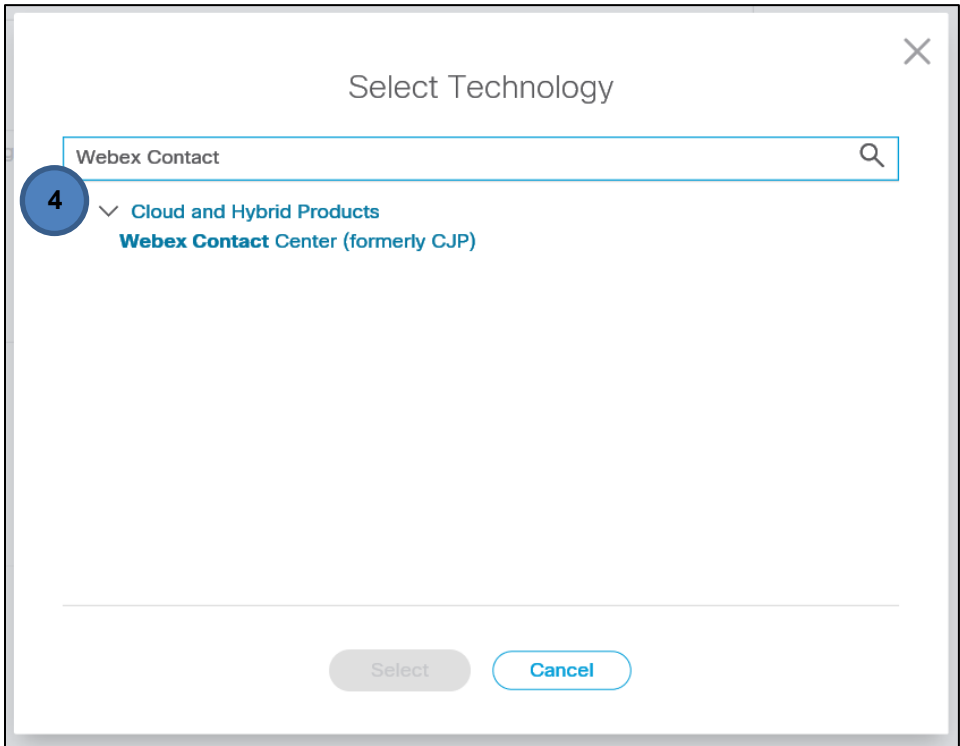 Select Technology
Webex Contact
4
Cloud and Hybrid Products
Webex Contact Center (formerly CJP)
Select
Cancel